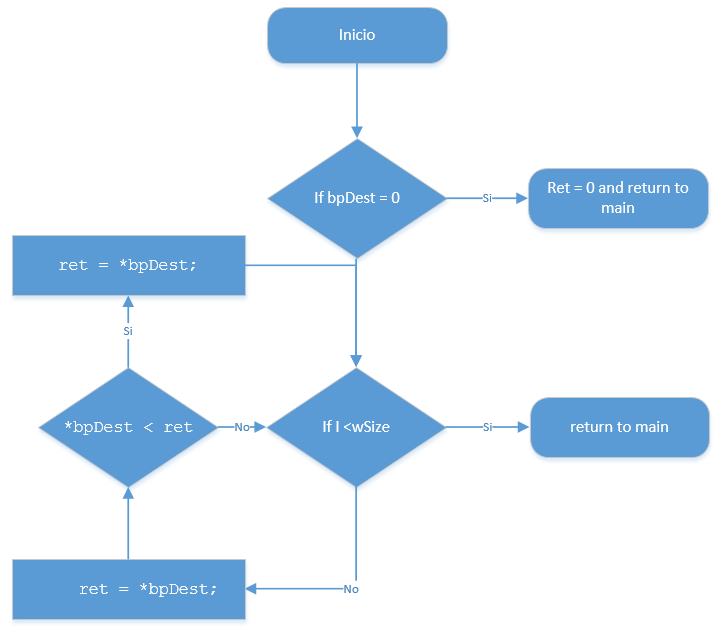 Inicio
If bpDest = 0
Si
Ret = 0 and return to
main
ret = *bpDest;
Si
*bpDest < ret
No
If I <wSize
Si
return to main
ret = *bpDest;
No